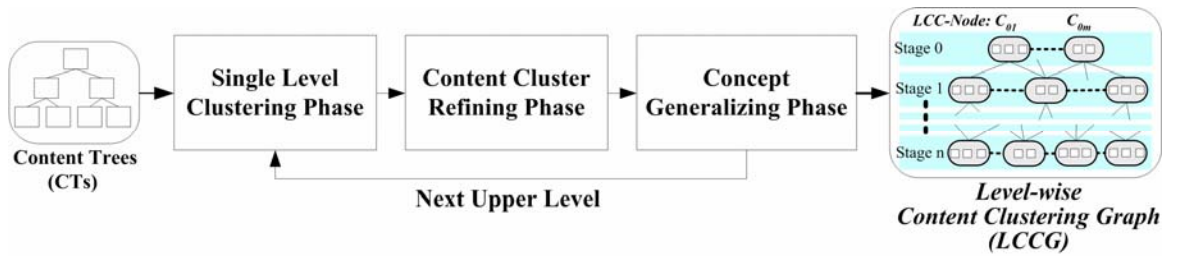 Content Trees
(CTs)
Single Level
Clustering Phase
Content Cluster
Refining Phase
Concept
Generalizing Phase
Next Upper Level
LCC-Node: C01 C0m
Stage 0
Stage 1
Stage n
Level-wise
Content Clustering Graph
(LCCG)